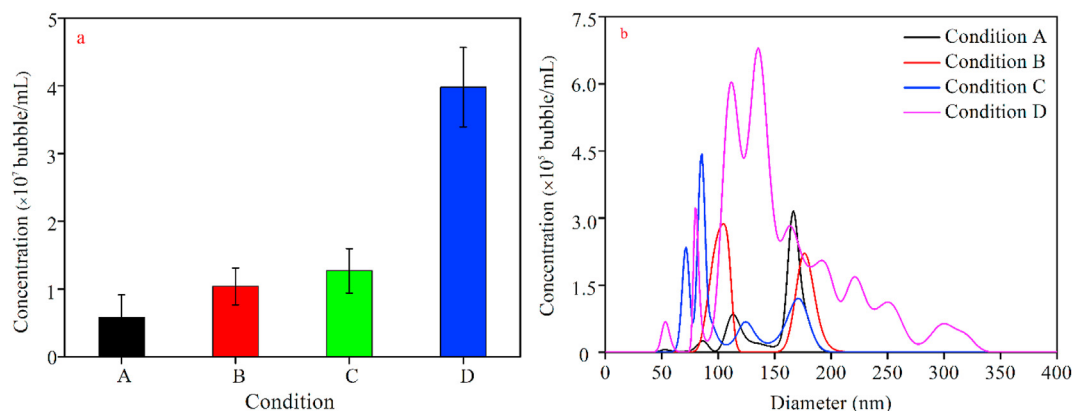 a
Concentration (×10⁷ bubble/mL)
5
4
3
2
1
0
A B C D
Condition
b
Concentration (×10⁵ bubble/mL)
7.5
6.0
4.5
3.0
1.5
0
0 50 100 150 200 250 300 350 400
Diameter (nm)
Condition A
Condition B
Condition C
Condition D